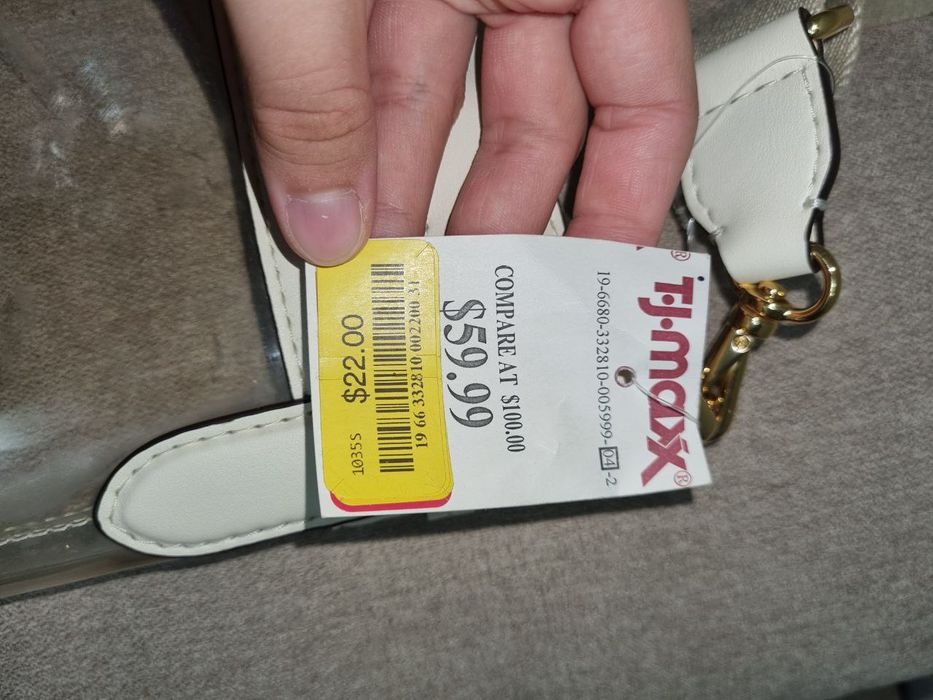 T·J·maxx®
19-6680-332810-005999-04-2
COMPARE AT $100.00
$59.99
19 66 332810 002200 31
$22.00
1035S